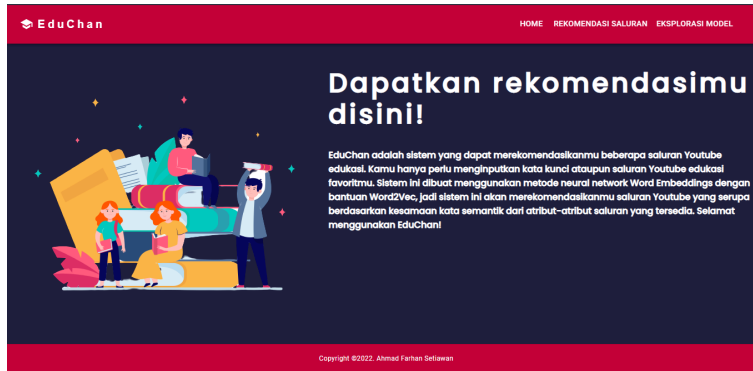 EduChan
HOME REKOMENDASI SALURAN EKSPLORASI MODEL
Dapatkan rekomendasimu
disini!
EduChan adalah sistem yang dapat merekomendasikanmu beberapa saluran Youtube
edukasi. Kamu hanya perlu menginputkan kata kunci ataupun saluran Youtube edukasi
favoritmu. Sistem ini dibuat menggunakan metode neural network Word Embeddings dengan
bantuan Word2Vec, jadi sistem ini akan merekomendasikanmu saluran Youtube yang serupa
berdasarkan kesamaan kata semantik dari atribut-atribut saluran yang tersedia. Selamat
menggunakan EduChan!
Copyright ©2022. Ahmad Farhan Setiawan